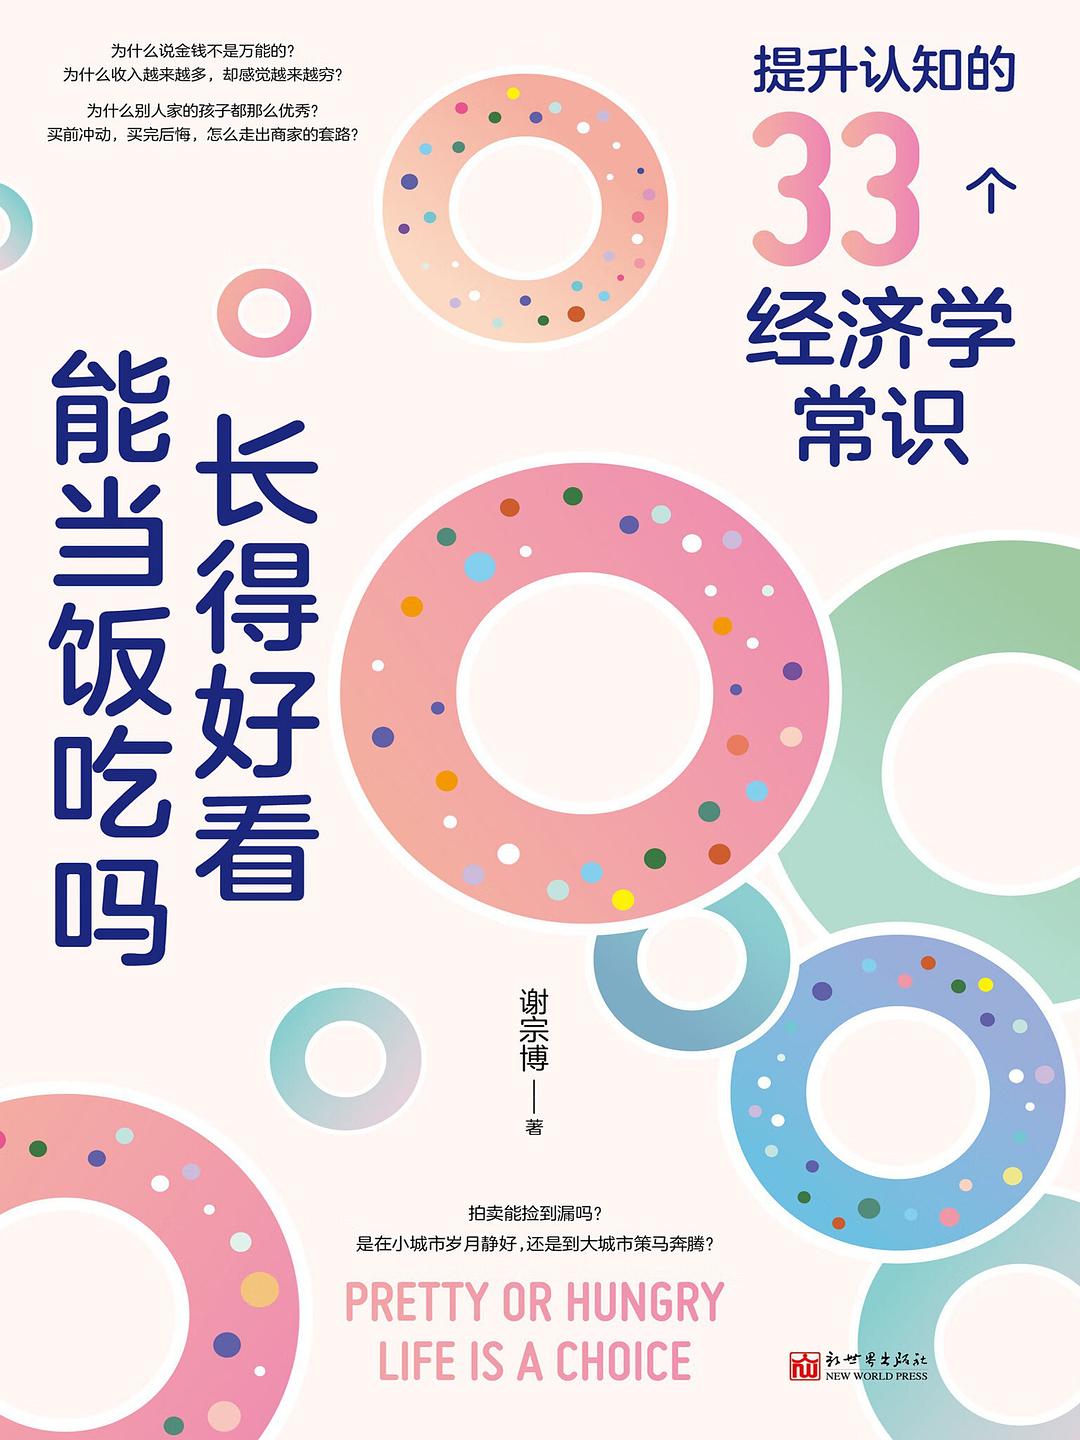 为什么说金钱不是万能的？
为什么收入越来越多，却感觉越来越穷？
为什么别人家的孩子都那么优秀？
买前冲动，买完后悔，怎么走出商家的套路？
提升认知的
33个
经济学
常识
长得好看
能当饭吃吗
谢宗博
著
拍卖能捡到漏吗？
是在小城市岁月静好，还是到大城市策马奔腾？
PRETTY OR HUNGRY
LIFE IS A CHOICE
新世界出版社
NEW WORLD PRESS